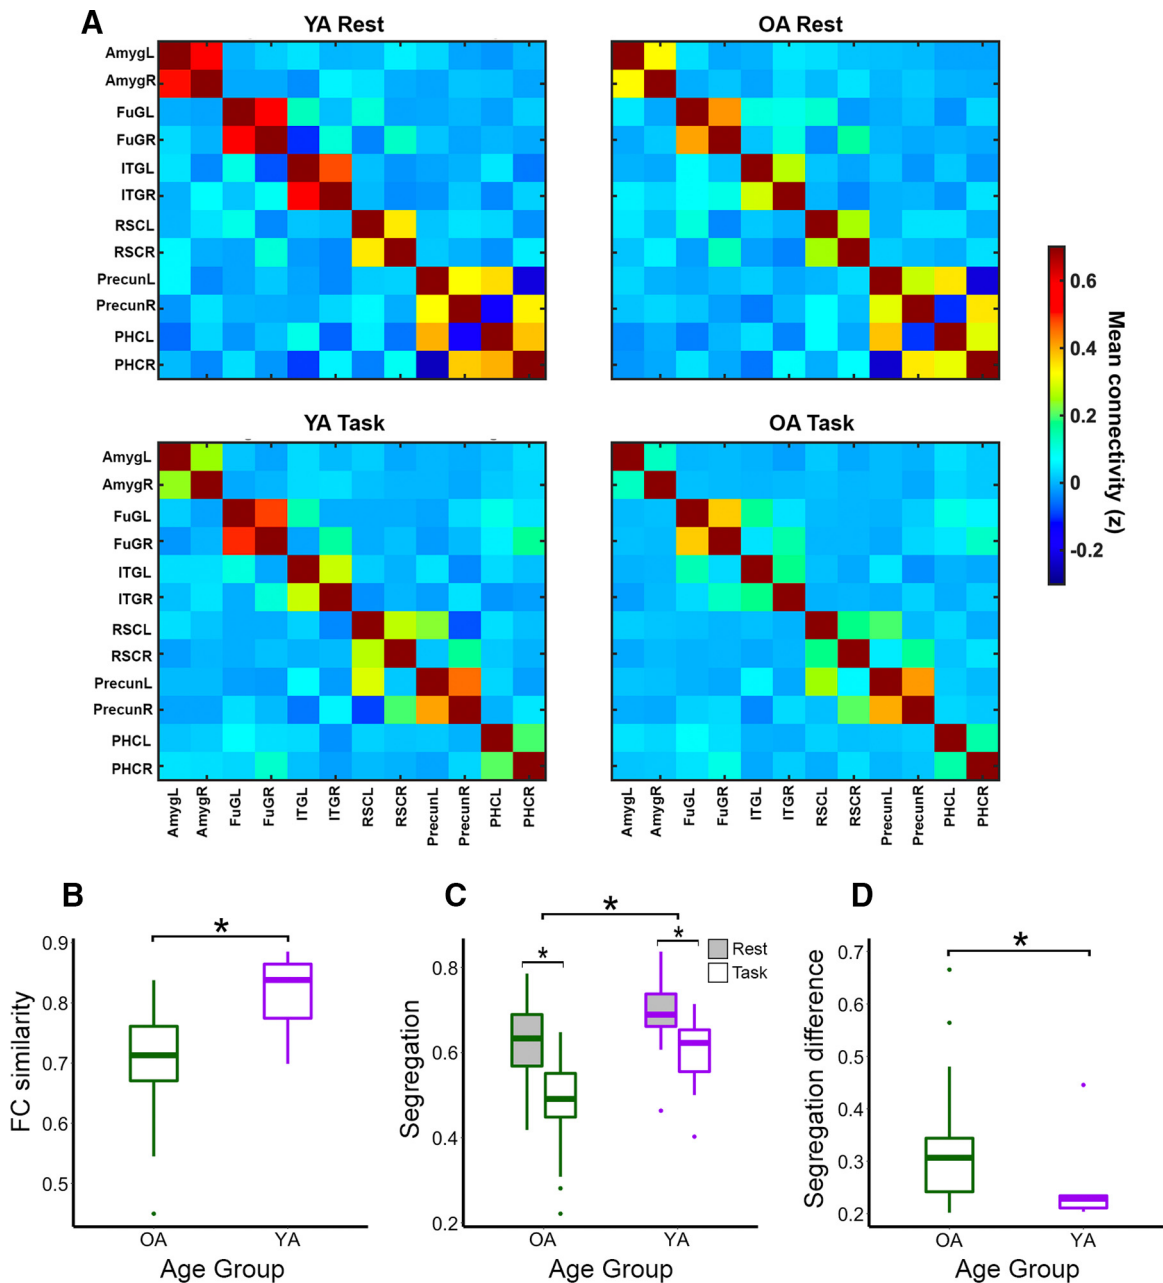 A
YA Rest
OA Rest
AmygL
AmygR
FuGL
FuGR
ITGL
ITGR
RSCL
RSCR
PrecunL
PrecunR
PHCL
PHCR
0.6
0.4
0.2
0
-0.2
Mean connectivity (z)
YA Task
OA Task
AmygL
AmygR
FuGL
FuGR
ITGL
ITGR
RSCL
RSCR
PrecunL
PrecunR
PHCL
PHCR
AmygL AmygR FuGL FuGR ITGL ITGR RSCL RSCR PrecunL PrecunR PHCL PHCR
AmygL AmygR FuGL FuGR ITGL ITGR RSCL RSCR PrecunL PrecunR PHCL PHCR
B
*
0.9
0.8
0.7
0.6
0.5
FC similarity
OA YA
Age Group
C
*
* *
Rest
Task
0.8
0.6
0.4
0.2
Segregation
OA YA
Age Group
D
*
0.7
0.6
0.5
0.4
0.3
0.2
Segregation difference
OA YA
Age Group